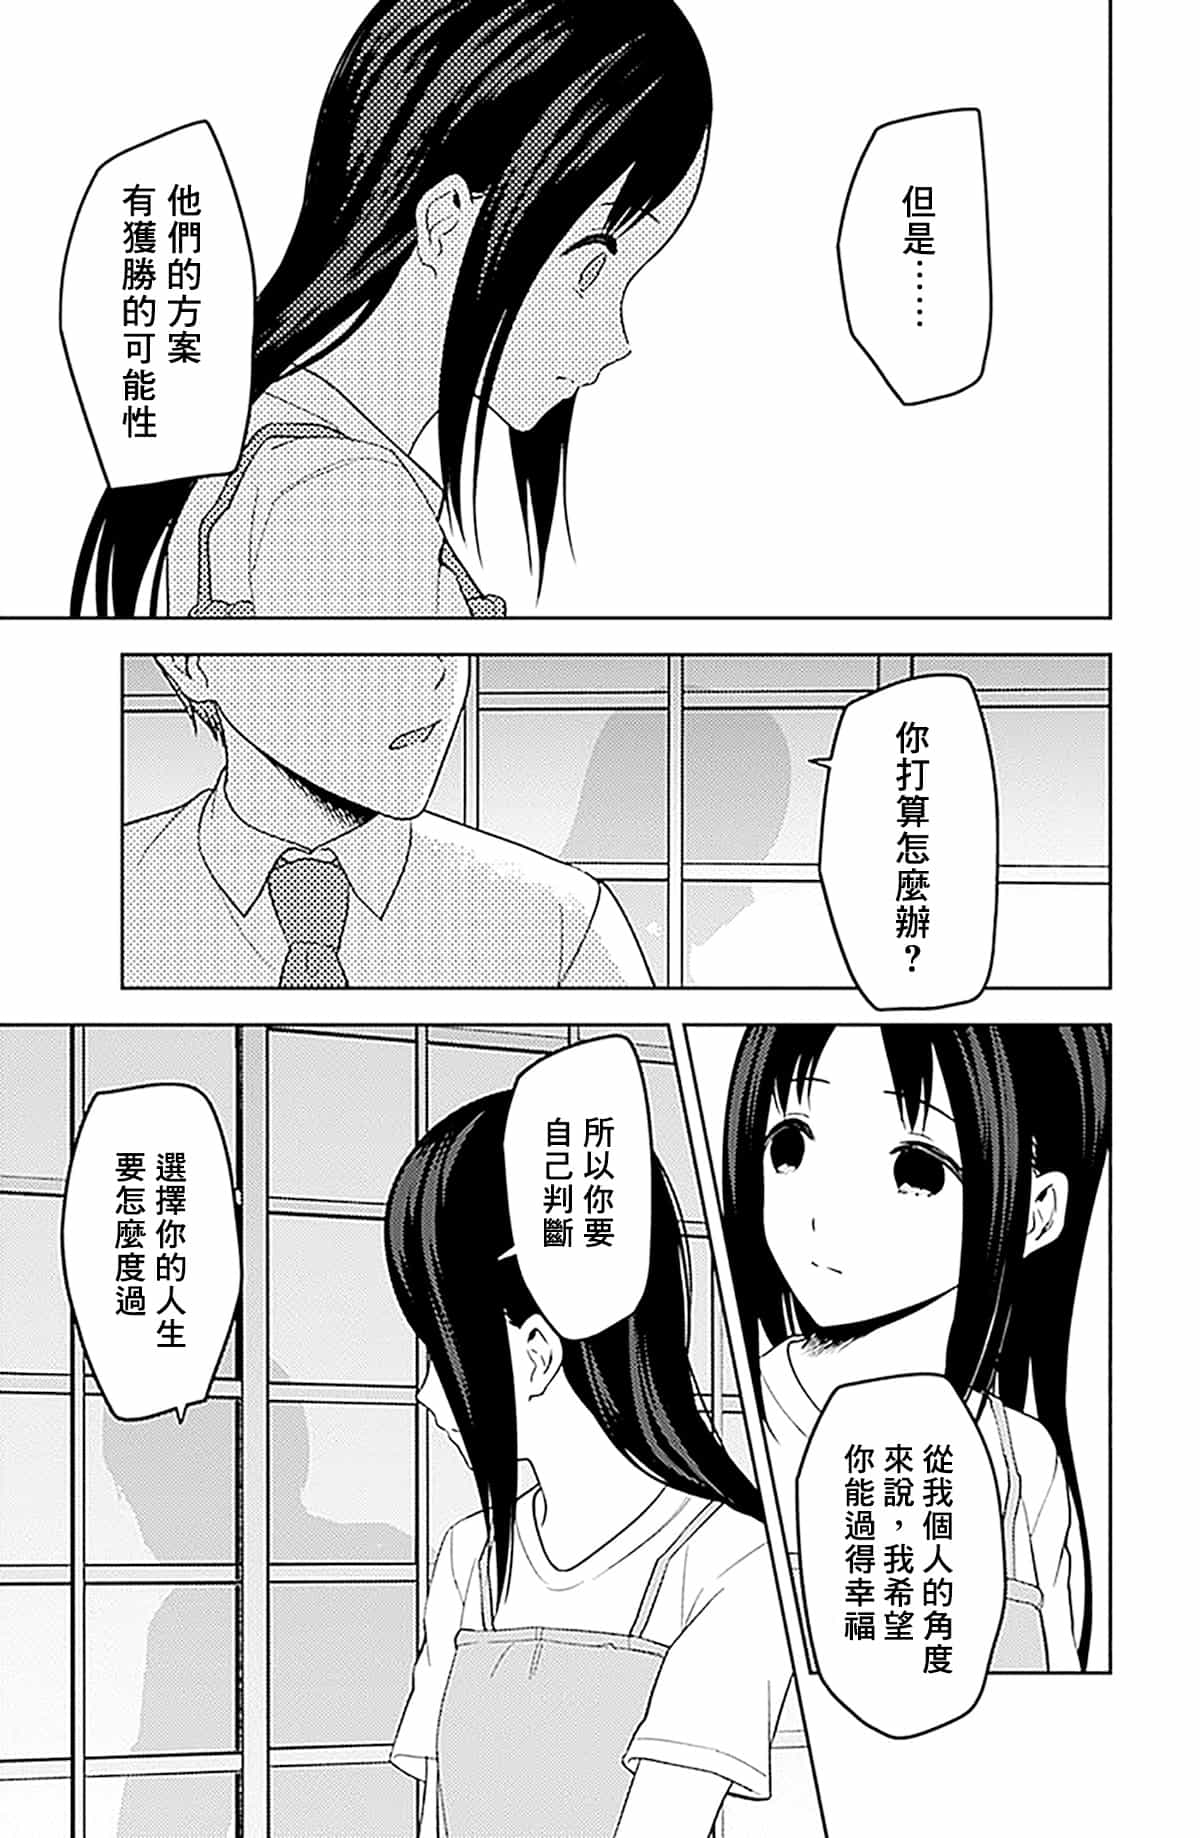 但是……
他們的方案
有獲勝的可能性
你打算怎麼辦？
從我個人的角度
來說，我希望
你能過得幸福
所以你要
自己判斷
選擇你的人生
要怎麼度過